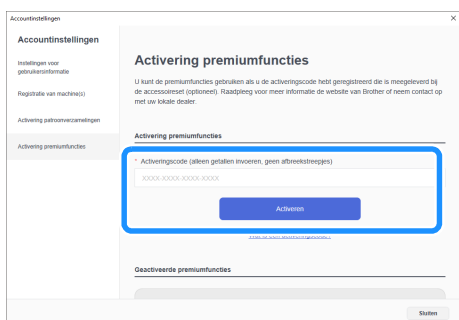 Accountinstellingen
Accountinstellingen
Instellingen voor
gebruikersinformatie
Registratie van machine(s)
Activering patroonverzamelingen
Activering premiumfuncties
Activering premiumfuncties
U kunt de premiumfuncties gebruiken als u de activeringscode hebt geregistreerd die is meegeleverd bij
de accessoireset (optioneel). Raadpleeg voor meer informatie de website van Brother of neem contact op
met uw lokale dealer.
Activering premiumfuncties
* Activeringscode (alleen getallen invoeren, geen afbreekstreepjes)
XXXX-XXXX-XXXX-XXXX
Activeren
Geactiveerde premiumfuncties
Sluiten